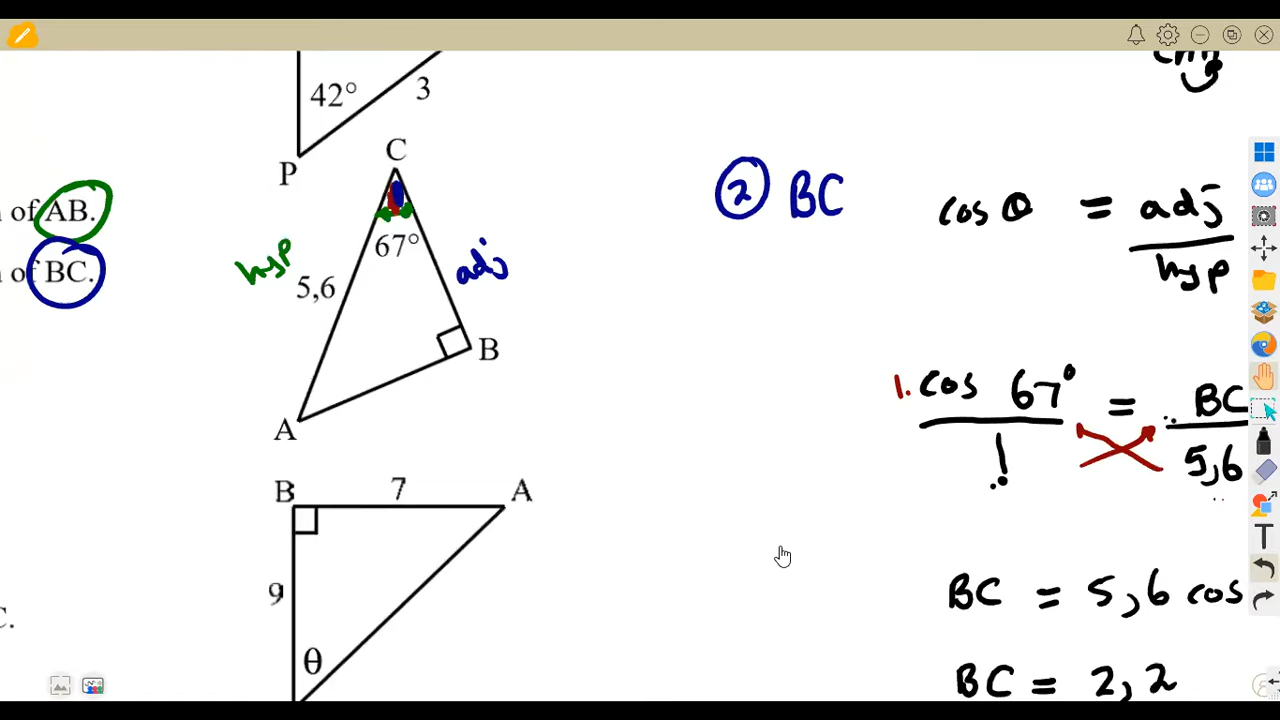 42°
3
P
C
n of AB.
67°
hyp
adj
n of BC.
5,6
B
A
B
7
A
9
C.
θ
② BC
cos θ = adj
hyp
1. cos 67° = BC
1
5,6
BC = 5,6 cos
BC = 2,2
T